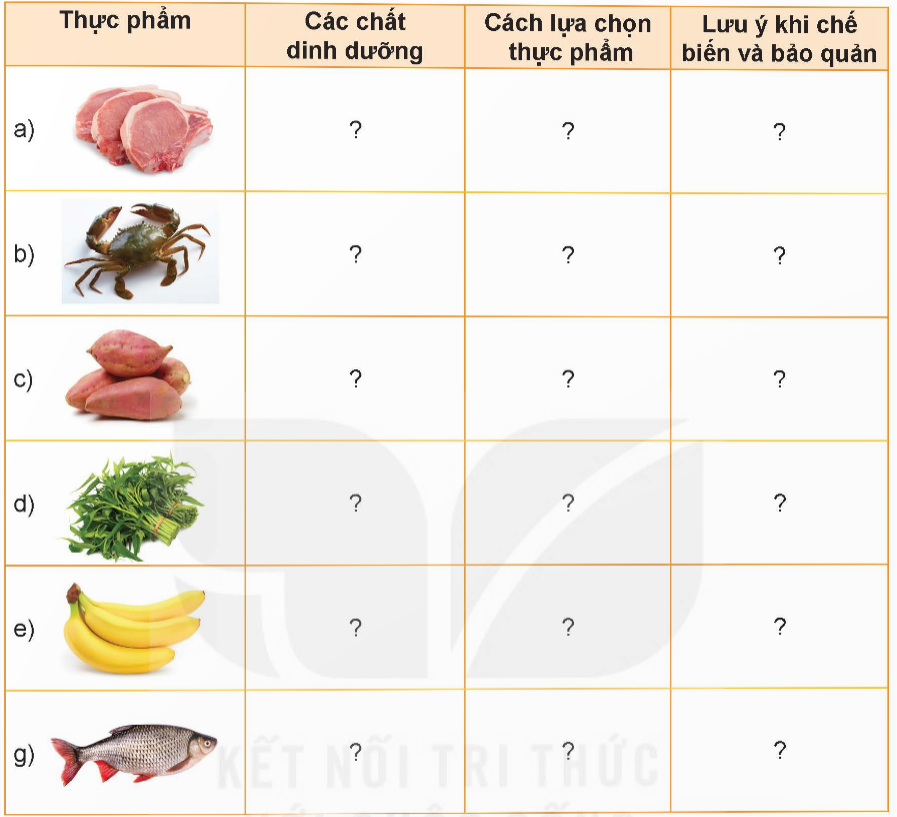 Thực phẩm
Các chất
dinh dưỡng
Cách lựa chọn
thực phẩm
Lưu ý khi chế
biến và bảo quản
a) ? ? ?
b) ? ? ?
c) ? ? ?
d) ? ? ?
e) ? ? ?
g) ? ? ?
KẾT NỐI TRI THỨC